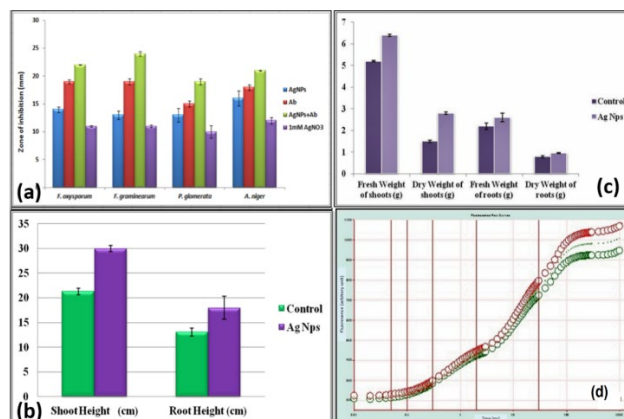 Zone of inhibition (mm)
30
25
20
15
10
5
0
F. oxysporum F. graminearum P. glomerata A. niger
AgNPs
Ab
AgNPs+Ab
1mM AgNO3
(a)
7
6
5
4
3
2
1
0
Fresh Weight of shoots (g)
Dry Weight of shoots (g)
Fresh Weight of roots (g)
Dry Weight of roots (g)
Control
Ag NPs
(c)
35
30
25
20
15
10
5
0
Shoot Height (cm) Root Height (cm)
Control
Ag Nps
(b)
(d)